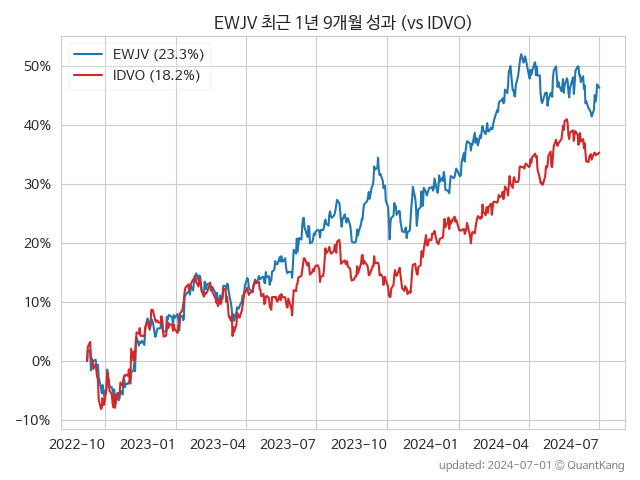 EWJV 최근 1년 9개월 성과 (vs IDVO)
EWJV (23.3%)
IDVO (18.2%)
50%
40%
30%
20%
10%
0%
−10%
2022-10 2023-01 2023-04 2023-07 2023-10 2024-01 2024-04 2024-07
updated: 2024-07-01 © QuantKang